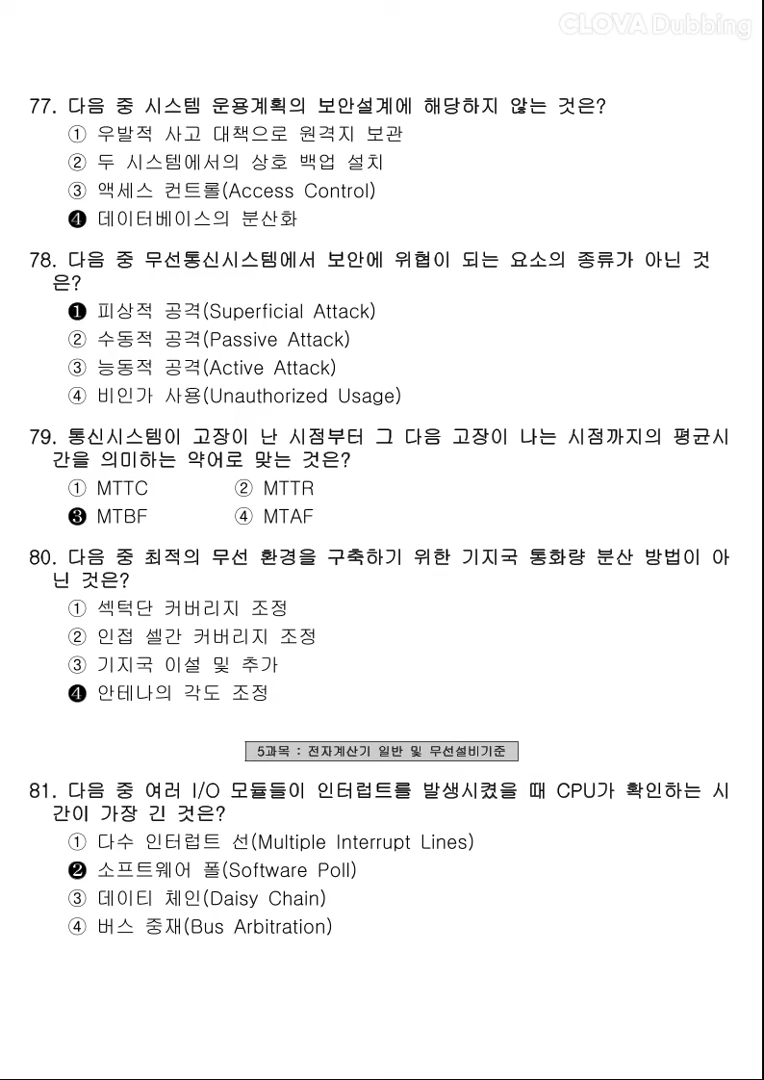 CLOVA Dubbing
77. 다음 중 시스템 운용계획의 보안설계에 해당하지 않는 것은?
① 우발적 사고 대책으로 원격지 보관
② 두 시스템에서의 상호 백업 설치
③ 액세스 컨트롤(Access Control)
❹ 데이터베이스의 분산화
78. 다음 중 무선통신시스템에서 보안에 위협이 되는 요소의 종류가 아닌 것
은?
❶ 피상적 공격(Superficial Attack)
② 수동적 공격(Passive Attack)
③ 능동적 공격(Active Attack)
④ 비인가 사용(Unauthorized Usage)
79. 통신시스템이 고장이 난 시점부터 그 다음 고장이 나는 시점까지의 평균시
간을 의미하는 약어로 맞는 것은?
① MTTC ② MTTR
❸ MTBF ④ MTAF
80. 다음 중 최적의 무선 환경을 구축하기 위한 기지국 통화량 분산 방법이 아
닌 것은?
① 섹턱단 커버리지 조정
② 인접 셀간 커버리지 조정
③ 기지국 이설 및 추가
❹ 안테나의 각도 조정
5과목 : 전자계산기 일반 및 무선설비기준
81. 다음 중 여러 I/O 모듈들이 인터럽트를 발생시켰을 때 CPU가 확인하는 시
간이 가장 긴 것은?
① 다수 인터럽트 선(Multiple Interrupt Lines)
❷ 소프트웨어 폴(Software Poll)
③ 데이티 체인(Daisy Chain)
④ 버스 중재(Bus Arbitration)